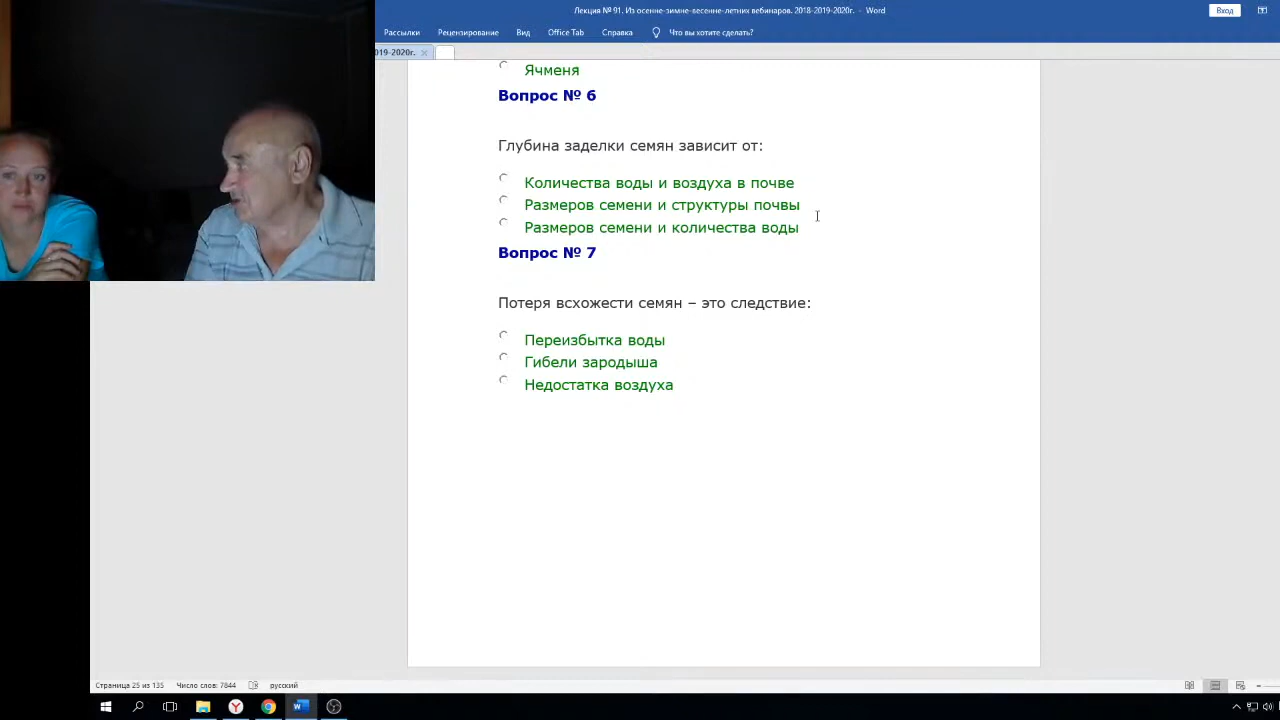 Лекция № 91. Из осенне-зимне-весенне-летних вебинаров. 2018-2019-2020г. - Word
Вход
Рассылки Рецензирование Вид Office Tab Справка Что вы хотите сделать?
019-2020г.
Ячменя
Вопрос № 6
Глубина заделки семян зависит от:
Количества воды и воздуха в почве
Размеров семени и структуры почвы
Размеров семени и количества воды
Вопрос № 7
Потеря всхожести семян – это следствие:
Переизбытка воды
Гибели зародыша
Недостатка воздуха
Страница 25 из 135 Число слов: 7844 русский